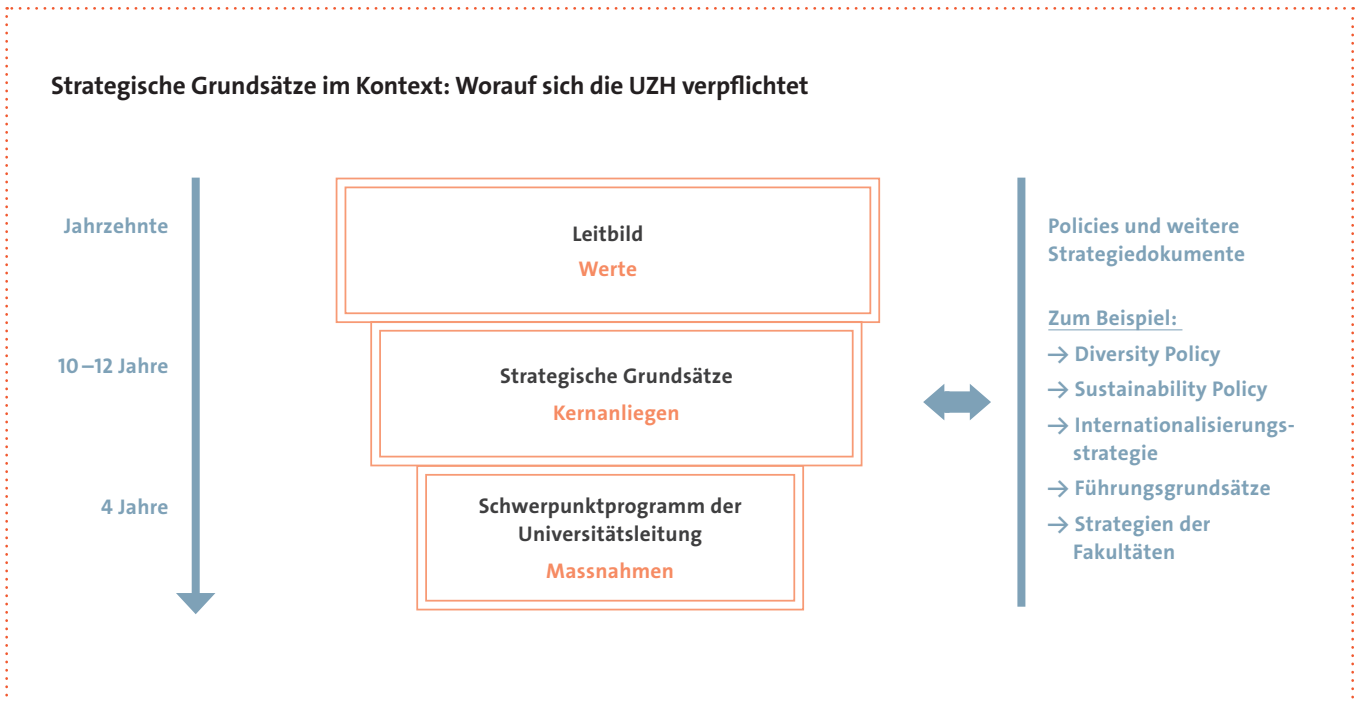 Strategische Grundsätze im Kontext: Worauf sich die UZH verpflichtet
Jahrzehnte
10–12 Jahre
4 Jahre
Leitbild
Werte
Strategische Grundsätze
Kernanliegen
Schwerpunktprogramm der
Universitätsleitung
Massnahmen
Policies und weitere
Strategiedokumente
Zum Beispiel:
→ Diversity Policy
→ Sustainability Policy
→ Internationalisierungs-
strategie
→ Führungsgrundsätze
→ Strategien der
Fakultäten